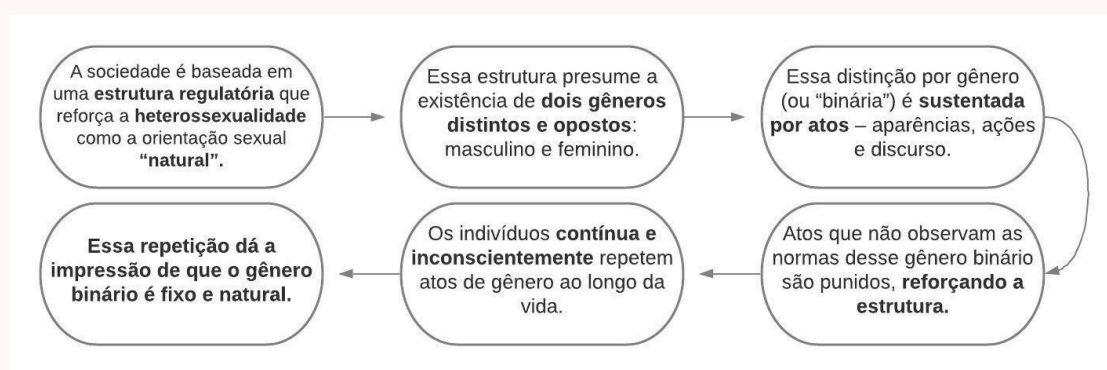 A sociedade é baseada em
uma estrutura regulatória que
reforça a heterossexualidade
como a orientação sexual
“natural”.
Essa estrutura presume a
existência de dois gêneros
distintos e opostos:
masculino e feminino.
Essa distinção por gênero
(ou “binária”) é sustentada
por atos – aparências, ações
e discurso.
Atos que não observam as
normas desse gênero binário
são punidos, reforçando a
estrutura.
Os indivíduos contínua e
inconscientemente repetem
atos de gênero ao longo da
vida.
Essa repetição dá a
impressão de que o gênero
binário é fixo e natural.